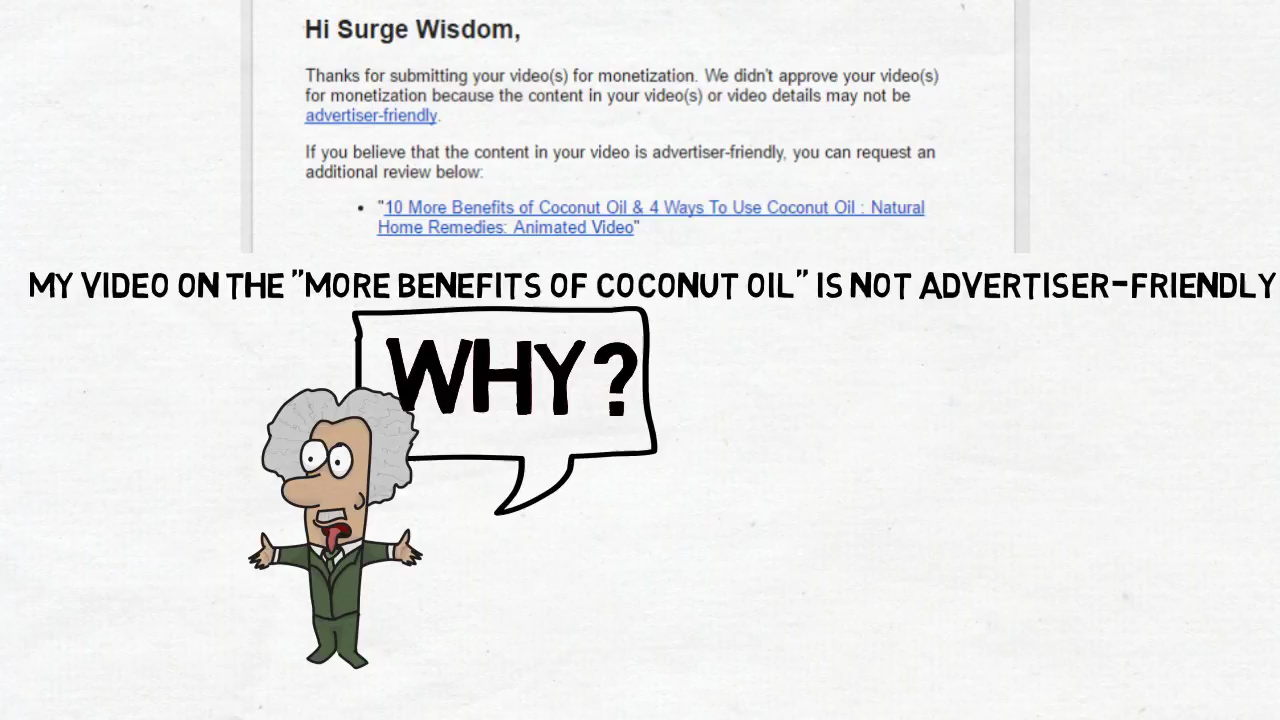 Hi Surge Wisdom,
Thanks for submitting your video(s) for monetization. We didn't approve your video(s)
for monetization because the content in your video(s) or video details may not be
advertiser-friendly.
If you believe that the content in your video is advertiser-friendly, you can request an
additional review below:
• "10 More Benefits of Coconut Oil & 4 Ways To Use Coconut Oil : Natural
Home Remedies: Animated Video"
MY VIDEO ON THE "MORE BENEFITS OF COCONUT OIL" IS NOT ADVERTISER-FRIENDLY
WHY?